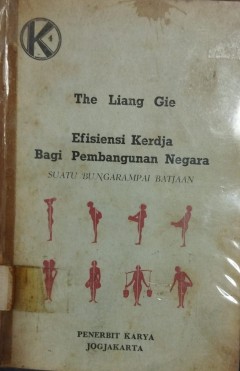 K
The Liang Gie
Efisiensi Kerdja
Bagi Pembangunan Negara
SUATU BUNGARAMPAI BATJAAN
PENERBIT KARYA
JOGJAKARTA